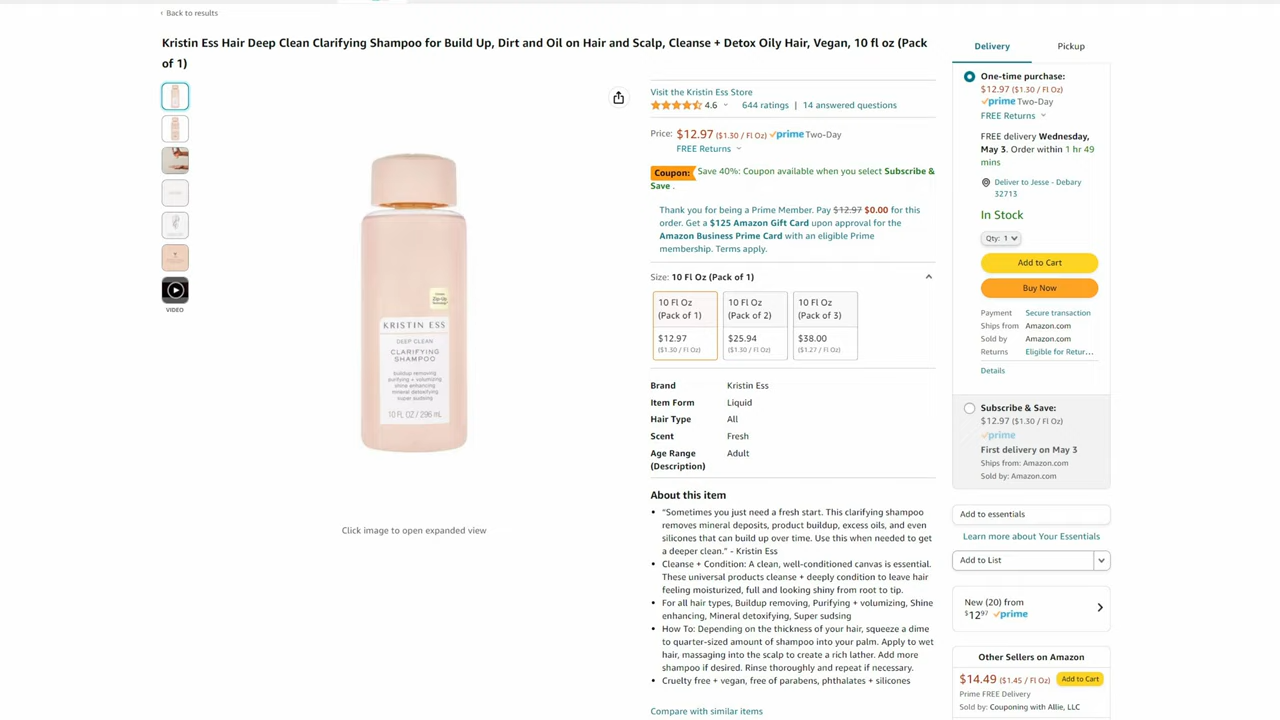 ‹ Back to results
Kristin Ess Hair Deep Clean Clarifying Shampoo for Build Up, Dirt and Oil on Hair and Scalp, Cleanse + Detox Oily Hair, Vegan, 10 fl oz (Pack
of 1)
VIDEO
KRISTIN ESS
DEEP CLEAN
CLARIFYING
SHAMPOO
buildup removing
purifying + volumizing
shine enhancing
mineral detoxifying
super sudsing
10 FL OZ / 296 mL
Click image to open expanded view
Visit the Kristin Ess Store
4.6 644 ratings | 14 answered questions
Price: $12.97 ($1.30 / Fl Oz) prime Two-Day
FREE Returns
Coupon: Save 40%: Coupon available when you select Subscribe &
Save .
Thank you for being a Prime Member. Pay $12.97 $0.00 for this
order. Get a $125 Amazon Gift Card upon approval for the
Amazon Business Prime Card with an eligible Prime
membership. Terms apply.
Size: 10 Fl Oz (Pack of 1)
10 Fl Oz
(Pack of 1)
$12.97
($1.30 / Fl Oz)
10 Fl Oz
(Pack of 2)
$25.94
($1.30 / Fl Oz)
10 Fl Oz
(Pack of 3)
$38.00
($1.27 / Fl Oz)
Brand Kristin Ess
Item Form Liquid
Hair Type All
Scent Fresh
Age Range Adult
(Description)
About this item
• "Sometimes you just need a fresh start. This clarifying shampoo
removes mineral deposits, product buildup, excess oils, and even
silicones that can build up over time. Use this when needed to get
a deeper clean." - Kristin Ess
• Cleanse + Condition: A clean, well-conditioned canvas is essential.
These universal products cleanse + deeply condition to leave hair
feeling moisturized, full and looking shiny from root to tip.
• For all hair types, Buildup removing, Purifying + volumizing, Shine
enhancing, Mineral detoxifying, Super sudsing
• How To: Depending on the thickness of your hair, squeeze a dime
to quarter-sized amount of shampoo into your palm. Apply to wet
hair, massaging into the scalp to create a rich lather. Add more
shampoo if desired. Rinse thoroughly and repeat if necessary.
• Cruelty free + vegan, free of parabens, phthalates + silicones
Compare with similar items
Delivery Pickup
One-time purchase:
$12.97 ($1.30 / Fl Oz)
prime Two-Day
FREE Returns
FREE delivery Wednesday,
May 3. Order within 1 hr 49
mins
Deliver to Jesse - Debary
32713
In Stock
Qty: 1
Add to Cart
Buy Now
Payment Secure transaction
Ships from Amazon.com
Sold by Amazon.com
Returns Eligible for Retur...
Details
Subscribe & Save:
$12.97 ($1.30 / Fl Oz)
prime
First delivery on May 3
Ships from: Amazon.com
Sold by: Amazon.com
Add to essentials
Learn more about Your Essentials
Add to List
New (20) from
$12⁹⁷ prime
Other Sellers on Amazon
$14.49 ($1.45 / Fl Oz) Add to Cart
Prime FREE Delivery
Sold by: Couponing with Allie, LLC